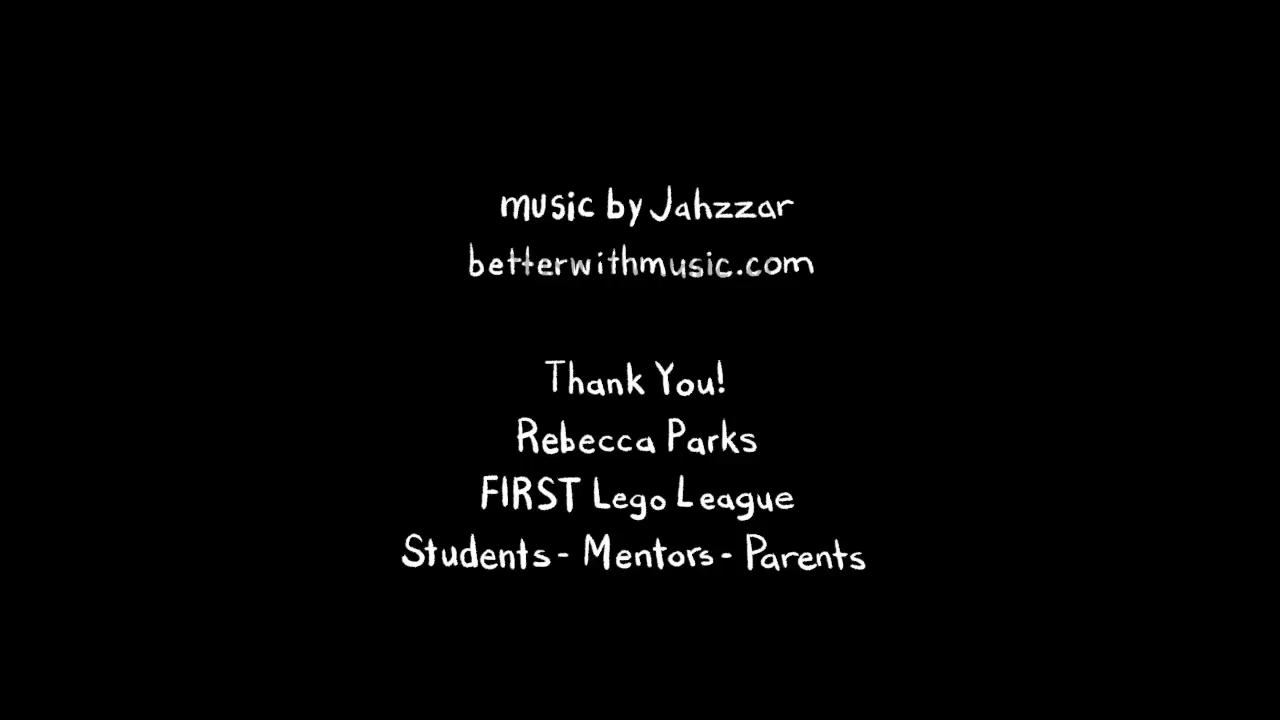 music by Jahzzar
betterwithmusic.com
Thank You!
Rebecca Parks
FIRST Lego League
Students - Mentors - Parents